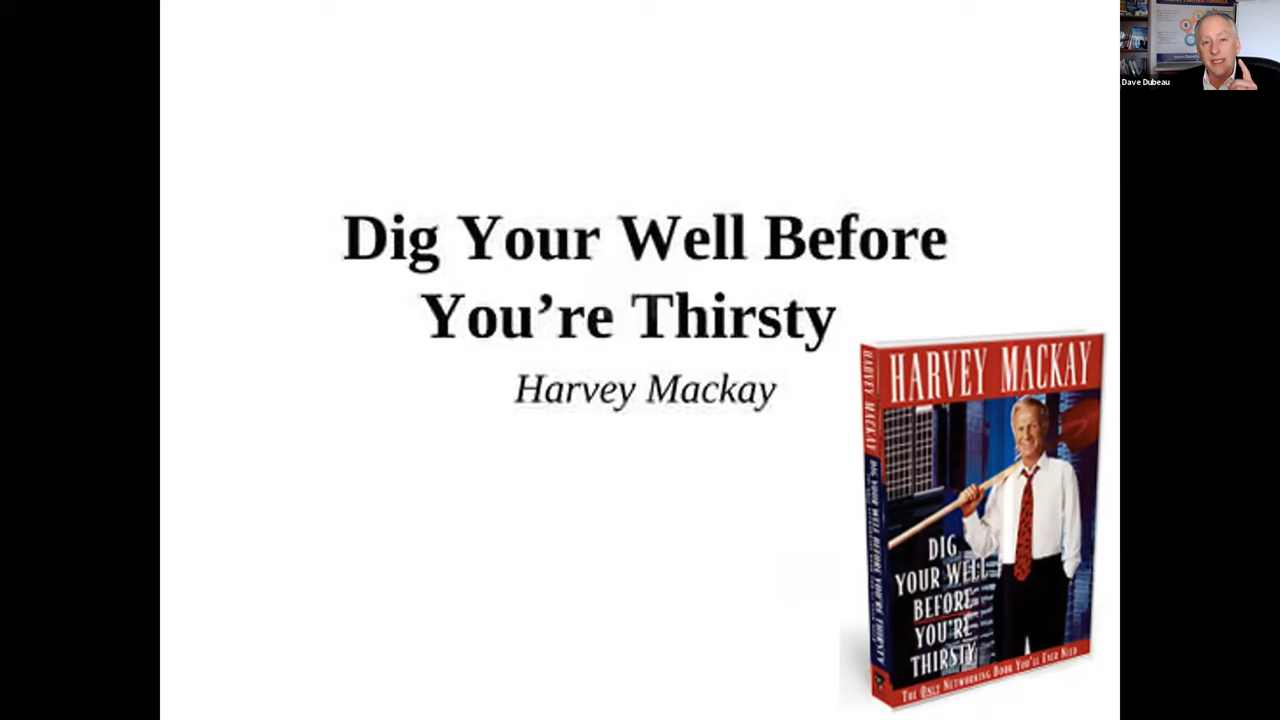 Dave Dubeau
Dig Your Well Before
You’re Thirsty
Harvey Mackay
HARVEY MACKAY
HARVEY MACKAY
DIG YOUR WELL BEFORE YOU'RE THIRSTY
DIG
YOUR WELL
BEFORE
YOU'RE
THIRSTY
THE ONLY NETWORKING BOOK YOU'LL EVER NEED